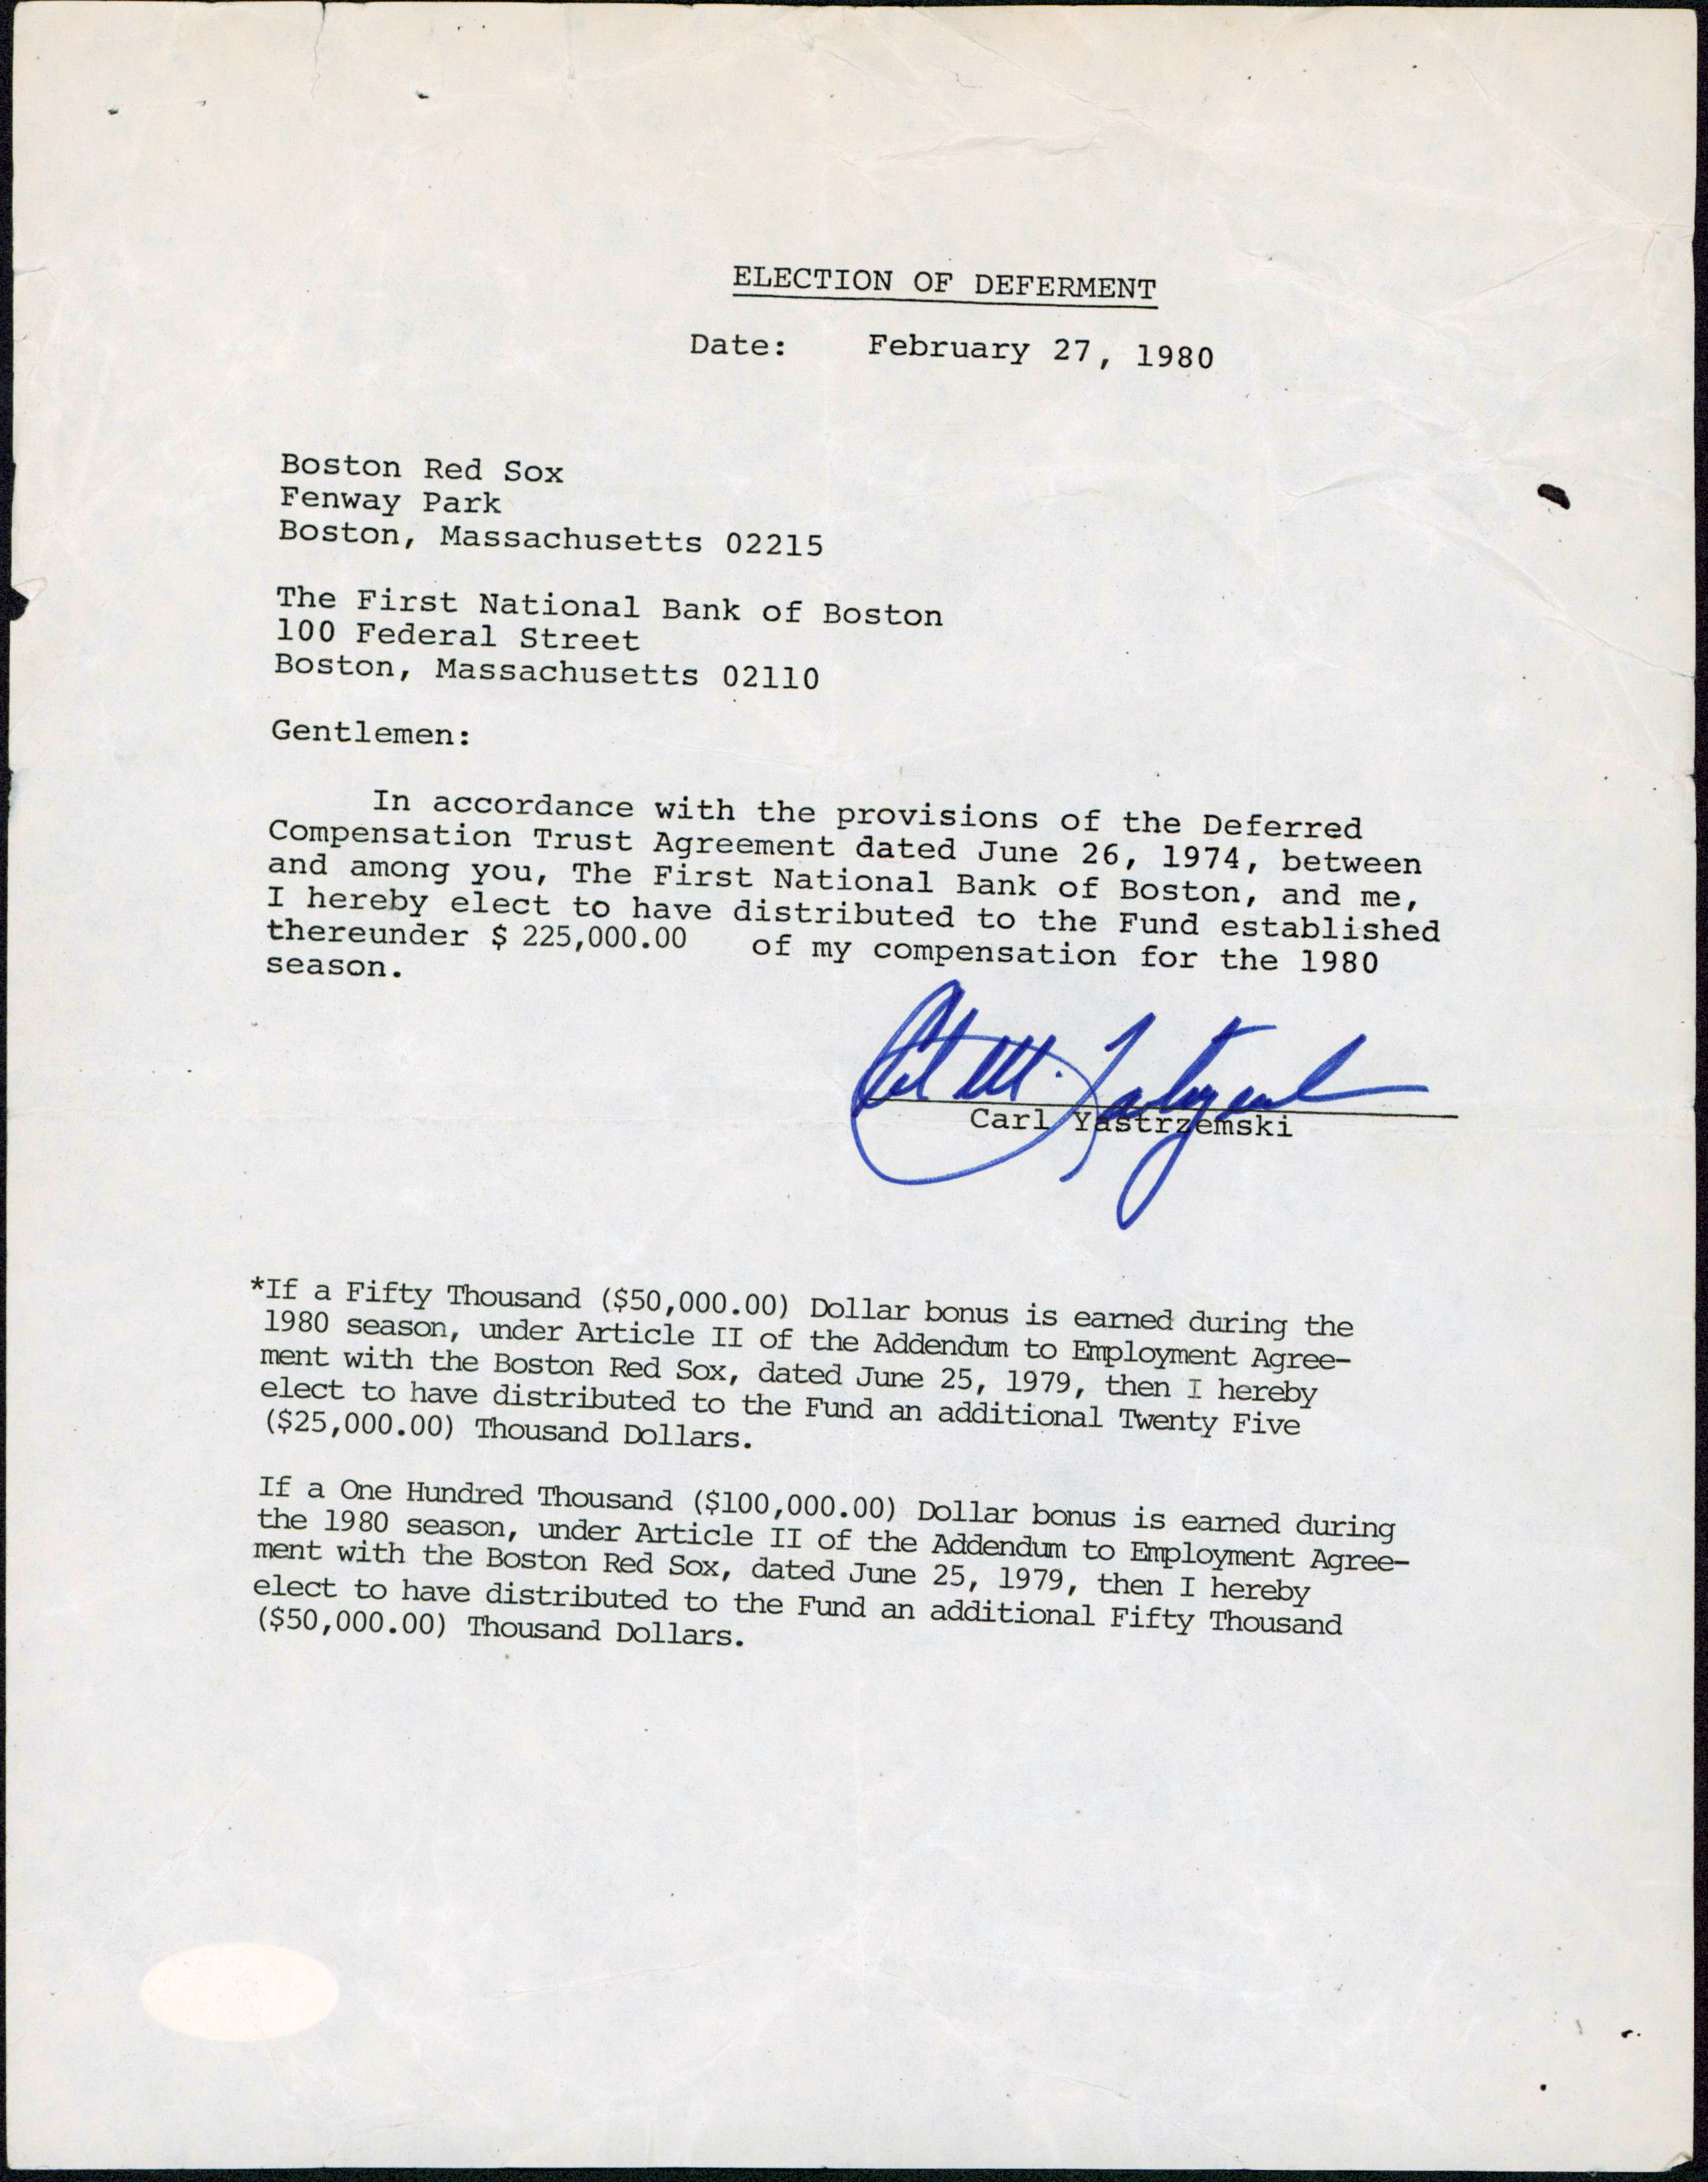 ELECTION OF DEFERMENT
Date: February 27, 1980
Boston Red Sox
Fenway Park
Boston, Massachusetts 02215
The First National Bank of Boston
100 Federal Street
Boston, Massachusetts 02110
Gentlemen:
In accordance with the provisions of the Deferred
Compensation Trust Agreement dated June 26, 1974, between
and among you, The First National Bank of Boston, and me,
I hereby elect to have distributed to the Fund established
thereunder $ 225,000.00 of my compensation for the 1980
season.
Carl Yastrzemski
*If a Fifty Thousand ($50,000.00) Dollar bonus is earned during the
1980 season, under Article II of the Addendum to Employment Agree-
ment with the Boston Red Sox, dated June 25, 1979, then I hereby
elect to have distributed to the Fund an additional Twenty Five
($25,000.00) Thousand Dollars.
If a One Hundred Thousand ($100,000.00) Dollar bonus is earned during
the 1980 season, under Article II of the Addendum to Employment Agree-
ment with the Boston Red Sox, dated June 25, 1979, then I hereby
elect to have distributed to the Fund an additional Fifty Thousand
($50,000.00) Thousand Dollars.